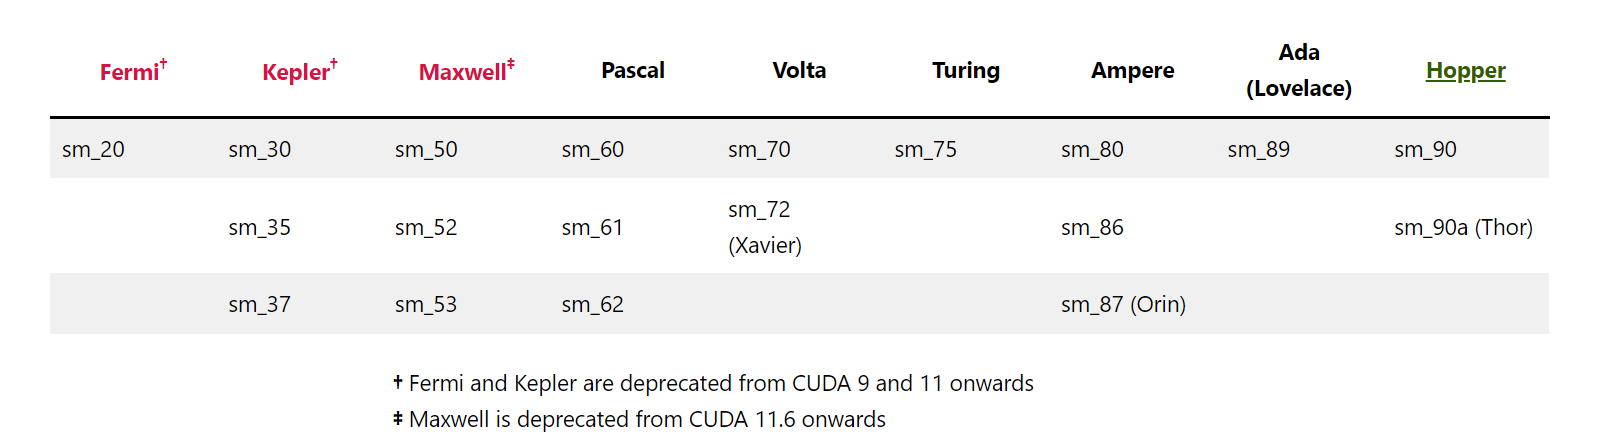 Fermi† Kepler† Maxwell‡ Pascal Volta Turing Ampere Ada (Lovelace) Hopper
sm_20 sm_30 sm_50 sm_60 sm_70 sm_75 sm_80 sm_89 sm_90
sm_35 sm_52 sm_61 sm_72 (Xavier) sm_86 sm_90a (Thor)
sm_37 sm_53 sm_62 sm_87 (Orin)
† Fermi and Kepler are deprecated from CUDA 9 and 11 onwards
‡ Maxwell is deprecated from CUDA 11.6 onwards